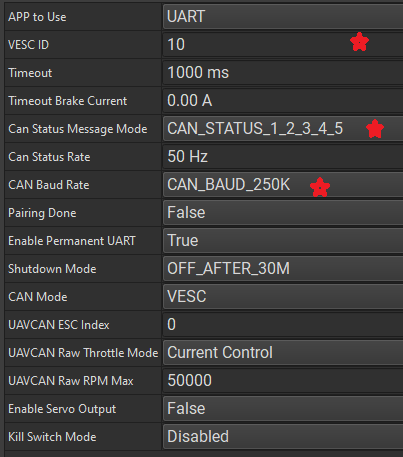 APP to Use UART
VESC ID 10
Timeout 1000 ms
Timeout Brake Current 0.00 A
Can Status Message Mode CAN_STATUS_1_2_3_4_5
Can Status Rate 50 Hz
CAN Baud Rate CAN_BAUD_250K
Pairing Done False
Enable Permanent UART True
Shutdown Mode OFF_AFTER_30M
CAN Mode VESC
UAVCAN ESC Index 0
UAVCAN Raw Throttle Mode Current Control
UAVCAN Raw RPM Max 50000
Enable Servo Output False
Kill Switch Mode Disabled